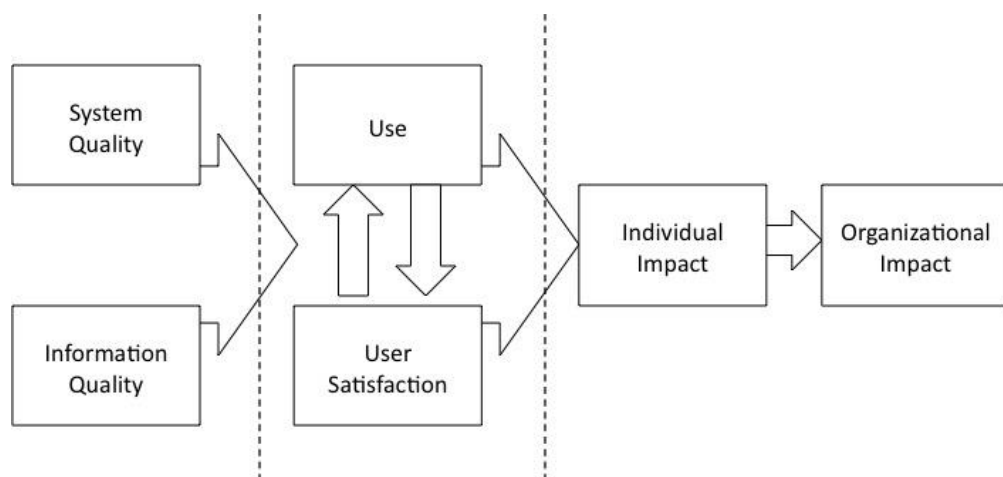 System
Quality
Use
Individual
Impact
Organizational
Impact
Information
Quality
User
Satisfaction